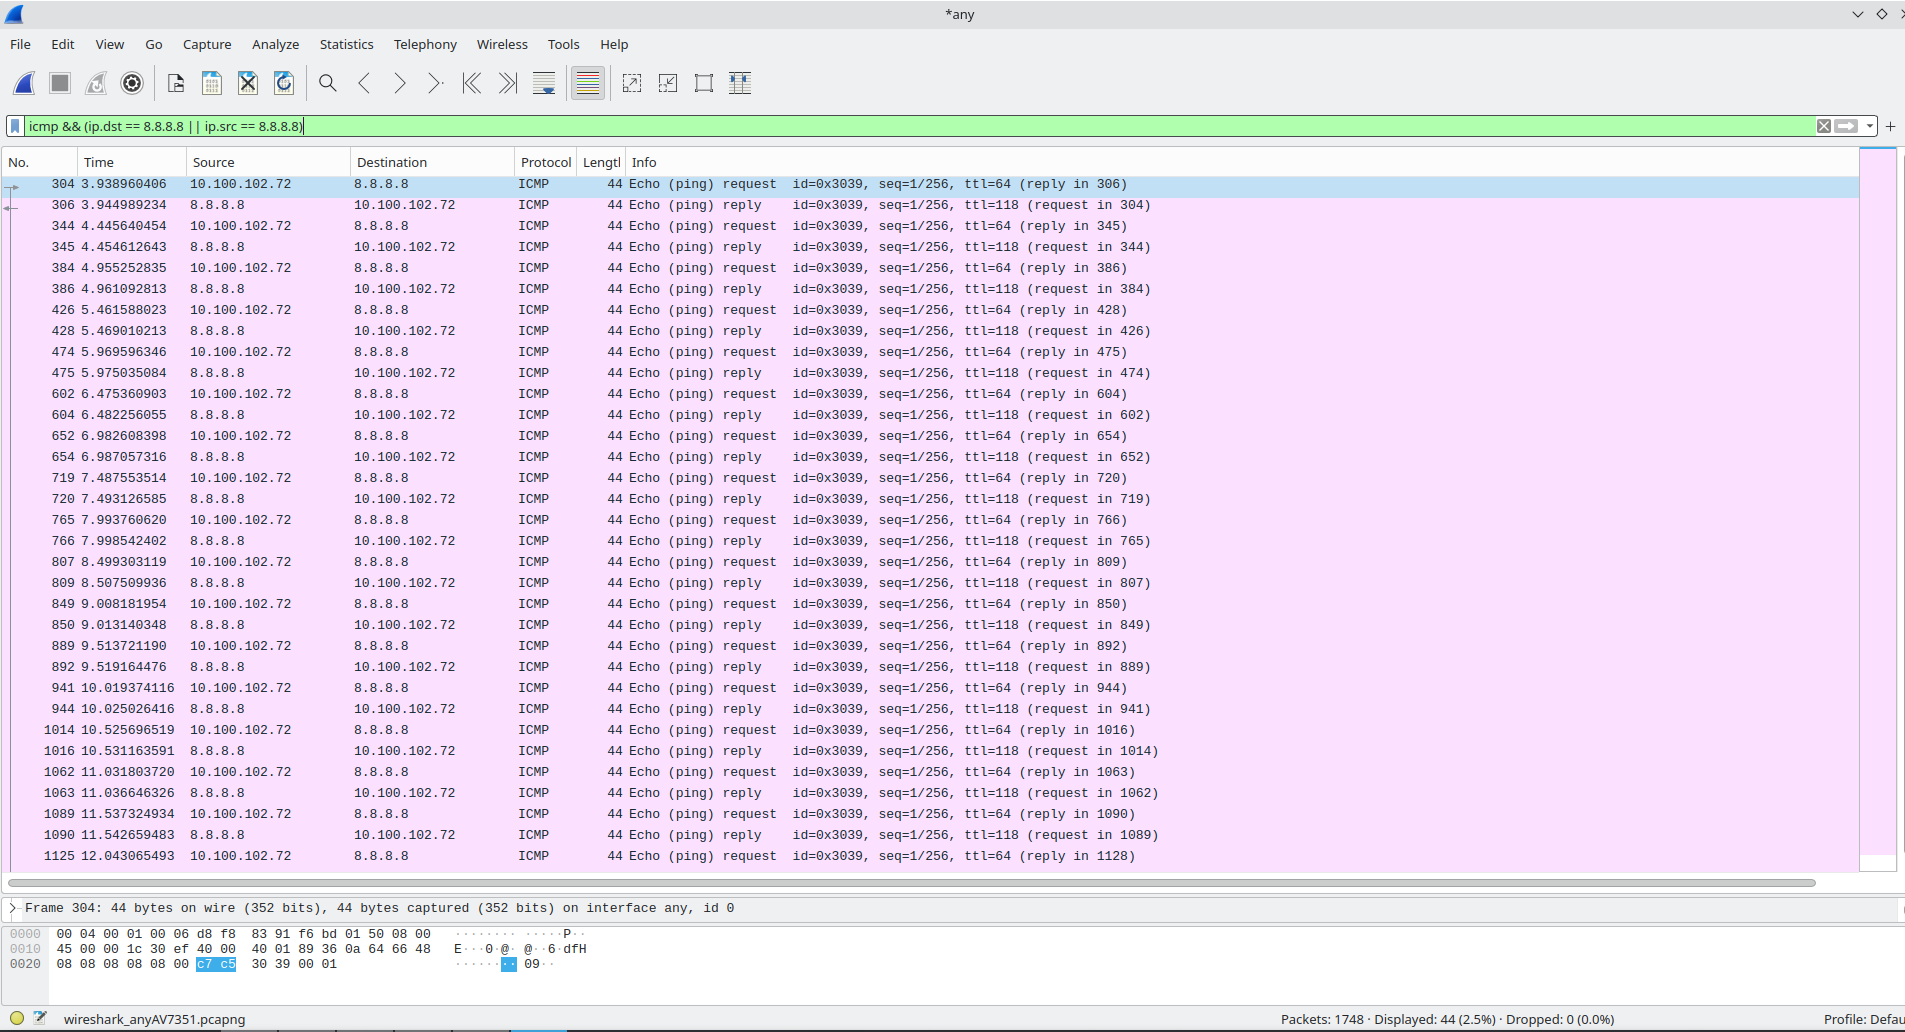 *any
File Edit View Go Capture Analyze Statistics Telephony Wireless Tools Help
icmp && (ip.dst == 8.8.8.8 || ip.src == 8.8.8.8)
No. Time Source Destination Protocol Lengtl Info
304 3.938960406 10.100.102.72 8.8.8.8 ICMP 44 Echo (ping) request id=0x3039, seq=1/256, ttl=64 (reply in 306)
306 3.944989234 8.8.8.8 10.100.102.72 ICMP 44 Echo (ping) reply id=0x3039, seq=1/256, ttl=118 (request in 304)
344 4.445640454 10.100.102.72 8.8.8.8 ICMP 44 Echo (ping) request id=0x3039, seq=1/256, ttl=64 (reply in 345)
345 4.454612643 8.8.8.8 10.100.102.72 ICMP 44 Echo (ping) reply id=0x3039, seq=1/256, ttl=118 (request in 344)
384 4.955252835 10.100.102.72 8.8.8.8 ICMP 44 Echo (ping) request id=0x3039, seq=1/256, ttl=64 (reply in 386)
386 4.961092813 8.8.8.8 10.100.102.72 ICMP 44 Echo (ping) reply id=0x3039, seq=1/256, ttl=118 (request in 384)
426 5.461588023 10.100.102.72 8.8.8.8 ICMP 44 Echo (ping) request id=0x3039, seq=1/256, ttl=64 (reply in 428)
428 5.469010213 8.8.8.8 10.100.102.72 ICMP 44 Echo (ping) reply id=0x3039, seq=1/256, ttl=118 (request in 426)
474 5.969596346 10.100.102.72 8.8.8.8 ICMP 44 Echo (ping) request id=0x3039, seq=1/256, ttl=64 (reply in 475)
475 5.975035084 8.8.8.8 10.100.102.72 ICMP 44 Echo (ping) reply id=0x3039, seq=1/256, ttl=118 (request in 474)
602 6.475360903 10.100.102.72 8.8.8.8 ICMP 44 Echo (ping) request id=0x3039, seq=1/256, ttl=64 (reply in 604)
604 6.482256055 8.8.8.8 10.100.102.72 ICMP 44 Echo (ping) reply id=0x3039, seq=1/256, ttl=118 (request in 602)
652 6.982608398 10.100.102.72 8.8.8.8 ICMP 44 Echo (ping) request id=0x3039, seq=1/256, ttl=64 (reply in 654)
654 6.987057316 8.8.8.8 10.100.102.72 ICMP 44 Echo (ping) reply id=0x3039, seq=1/256, ttl=118 (request in 652)
719 7.487553514 10.100.102.72 8.8.8.8 ICMP 44 Echo (ping) request id=0x3039, seq=1/256, ttl=64 (reply in 720)
720 7.493126585 8.8.8.8 10.100.102.72 ICMP 44 Echo (ping) reply id=0x3039, seq=1/256, ttl=118 (request in 719)
765 7.993760620 10.100.102.72 8.8.8.8 ICMP 44 Echo (ping) request id=0x3039, seq=1/256, ttl=64 (reply in 766)
766 7.998542402 8.8.8.8 10.100.102.72 ICMP 44 Echo (ping) reply id=0x3039, seq=1/256, ttl=118 (request in 765)
807 8.499303119 10.100.102.72 8.8.8.8 ICMP 44 Echo (ping) request id=0x3039, seq=1/256, ttl=64 (reply in 809)
809 8.507509936 8.8.8.8 10.100.102.72 ICMP 44 Echo (ping) reply id=0x3039, seq=1/256, ttl=118 (request in 807)
849 9.008181954 10.100.102.72 8.8.8.8 ICMP 44 Echo (ping) request id=0x3039, seq=1/256, ttl=64 (reply in 850)
850 9.013140348 8.8.8.8 10.100.102.72 ICMP 44 Echo (ping) reply id=0x3039, seq=1/256, ttl=118 (request in 849)
889 9.513721190 10.100.102.72 8.8.8.8 ICMP 44 Echo (ping) request id=0x3039, seq=1/256, ttl=64 (reply in 892)
892 9.519164476 8.8.8.8 10.100.102.72 ICMP 44 Echo (ping) reply id=0x3039, seq=1/256, ttl=118 (request in 889)
941 10.019374116 10.100.102.72 8.8.8.8 ICMP 44 Echo (ping) request id=0x3039, seq=1/256, ttl=64 (reply in 944)
944 10.025026416 8.8.8.8 10.100.102.72 ICMP 44 Echo (ping) reply id=0x3039, seq=1/256, ttl=118 (request in 941)
1014 10.525696519 10.100.102.72 8.8.8.8 ICMP 44 Echo (ping) request id=0x3039, seq=1/256, ttl=64 (reply in 1016)
1016 10.531163591 8.8.8.8 10.100.102.72 ICMP 44 Echo (ping) reply id=0x3039, seq=1/256, ttl=118 (request in 1014)
1062 11.031803720 10.100.102.72 8.8.8.8 ICMP 44 Echo (ping) request id=0x3039, seq=1/256, ttl=64 (reply in 1063)
1063 11.036646326 8.8.8.8 10.100.102.72 ICMP 44 Echo (ping) reply id=0x3039, seq=1/256, ttl=118 (request in 1062)
1089 11.537324934 10.100.102.72 8.8.8.8 ICMP 44 Echo (ping) request id=0x3039, seq=1/256, ttl=64 (reply in 1090)
1090 11.542659483 8.8.8.8 10.100.102.72 ICMP 44 Echo (ping) reply id=0x3039, seq=1/256, ttl=118 (request in 1089)
1125 12.043065493 10.100.102.72 8.8.8.8 ICMP 44 Echo (ping) request id=0x3039, seq=1/256, ttl=64 (reply in 1128)
Frame 304: 44 bytes on wire (352 bits), 44 bytes captured (352 bits) on interface any, id 0
0000 00 04 00 01 00 06 d8 f8 83 91 f6 bd 01 50 08 00 ········ ·····P··
0010 45 00 00 1c 30 ef 40 00 40 01 89 36 0a 64 66 48 E···0·@· @··6·dfH
0020 08 08 08 08 08 00 c7 c5 30 39 00 01 ········ 09··
wireshark_anyAV7351.pcapng Packets: 1748 · Displayed: 44 (2.5%) · Dropped: 0 (0.0%) Profile: Defau